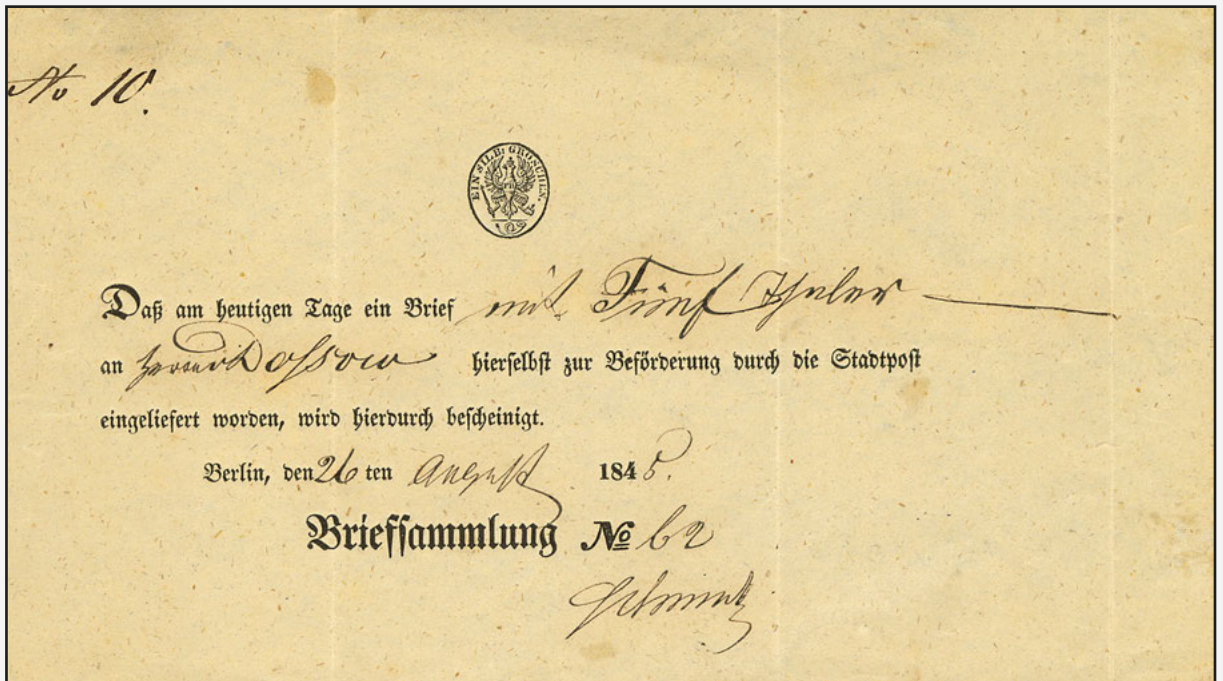 No 10.
EIN SILB: GROSCHEN.
Daß am heutigen Tage ein Brief mit Fünf Thaler
an Herrn Dossow hierselbst zur Beförderung durch die Stadtpost
eingeliefert worden, wird hierdurch bescheinigt.
Berlin, den 26 ten August 1845.
Briefsammlung No 62